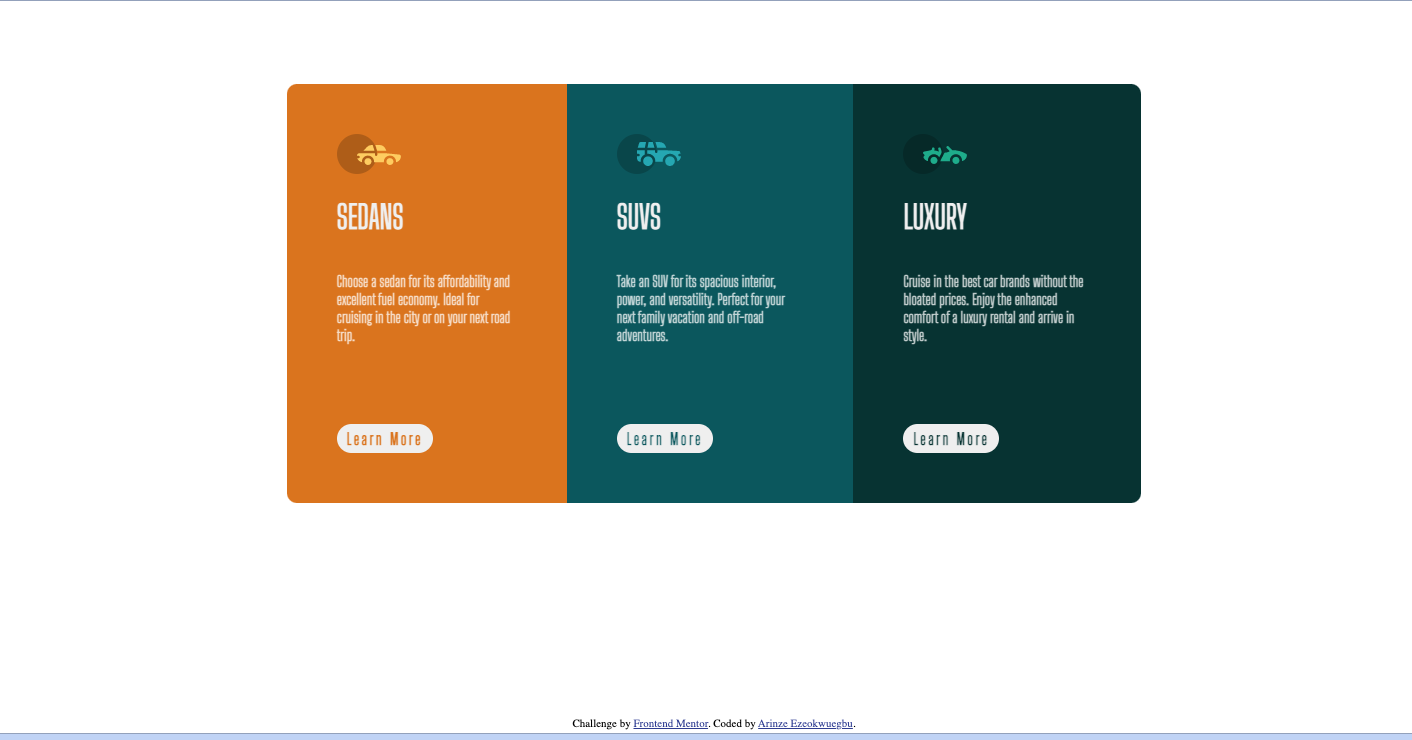 SEDANS
Choose a sedan for its affordability and
excellent fuel economy. Ideal for
cruising in the city or on your next road
trip.
Learn More
SUVS
Take an SUV for its spacious interior,
power, and versatility. Perfect for your
next family vacation and off-road
adventures.
Learn More
LUXURY
Cruise in the best car brands without the
bloated prices. Enjoy the enhanced
comfort of a luxury rental and arrive in
style.
Learn More
Challenge by Frontend Mentor. Coded by Arinze Ezeokwuegbu.